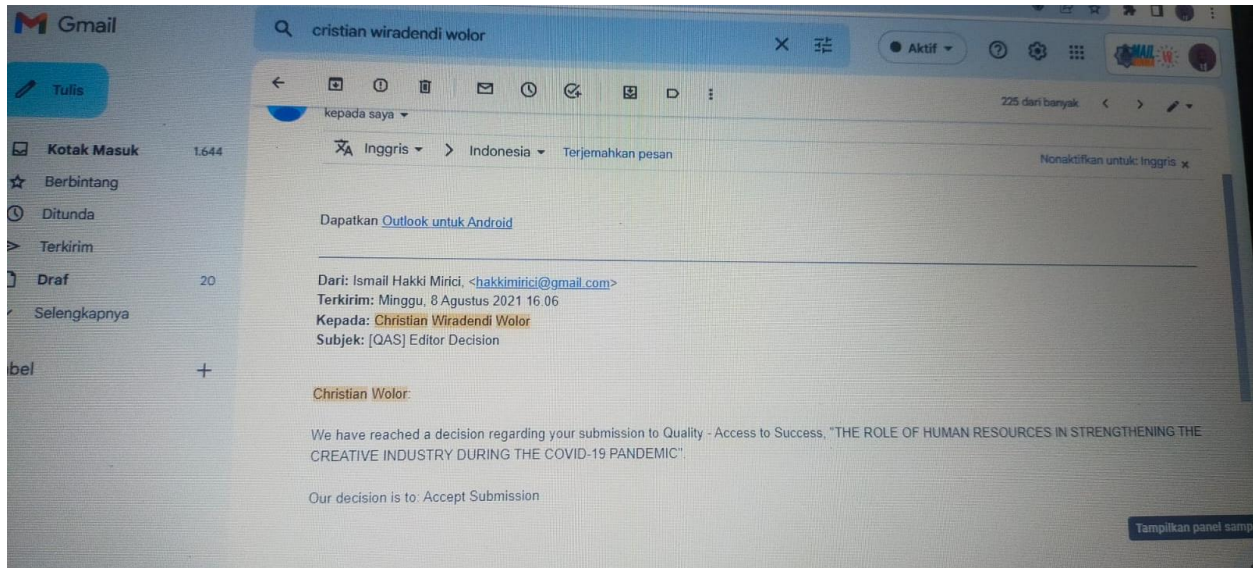 Gmail
cristian wiradendi wolor
Aktif
Tulis
225 dari banyak
kepada saya
Inggris > Indonesia Terjemahkan pesan
Nonaktifkan untuk: Inggris x
Kotak Masuk 1.644
Berbintang
Ditunda
Terkirim
Draf 20
Selengkapnya
bel +
Dapatkan Outlook untuk Android
Dari: Ismail Hakki Mirici, <hakkimirici@gmail.com>
Terkirim: Minggu, 8 Agustus 2021 16.06
Kepada: Christian Wiradendi Wolor
Subjek: [QAS] Editor Decision
Christian Wolor:
We have reached a decision regarding your submission to Quality - Access to Success, "THE ROLE OF HUMAN RESOURCES IN STRENGTHENING THE
CREATIVE INDUSTRY DURING THE COVID-19 PANDEMIC".
Our decision is to: Accept Submission
Tampilkan panel samp